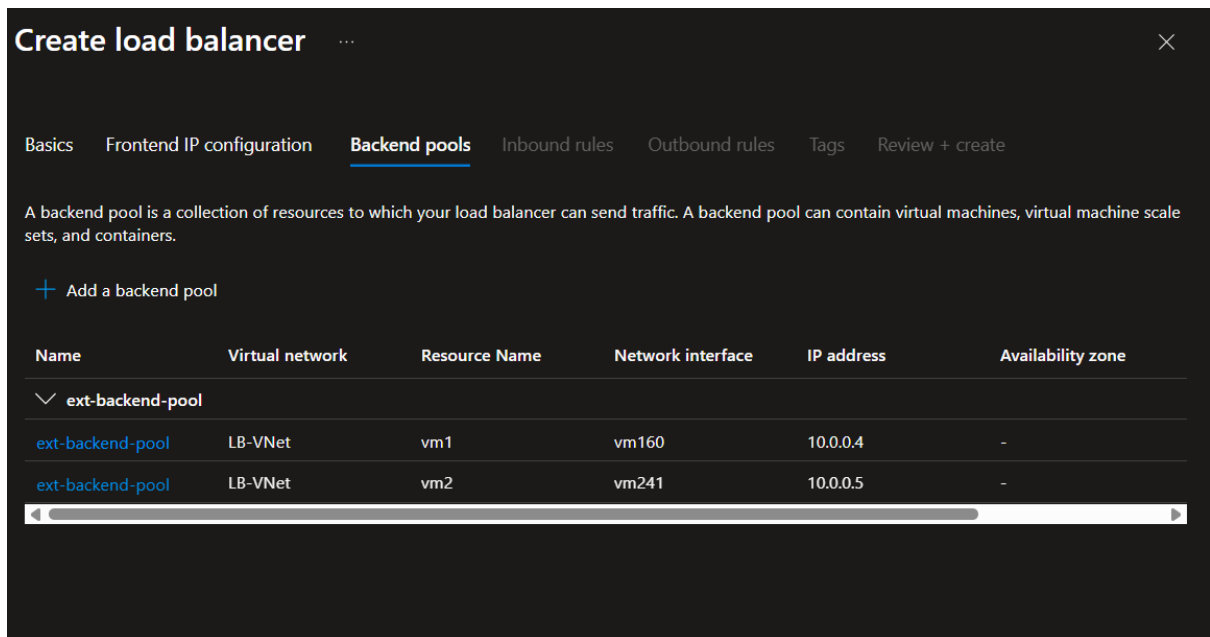 Create load balancer ...
Basics Frontend IP configuration Backend pools Inbound rules Outbound rules Tags Review + create
A backend pool is a collection of resources to which your load balancer can send traffic. A backend pool can contain virtual machines, virtual machine scale
sets, and containers.
Add a backend pool
Name Virtual network Resource Name Network interface IP address Availability zone
ext-backend-pool
ext-backend-pool LB-VNet vm1 vm160 10.0.0.4 -
ext-backend-pool LB-VNet vm2 vm241 10.0.0.5 -